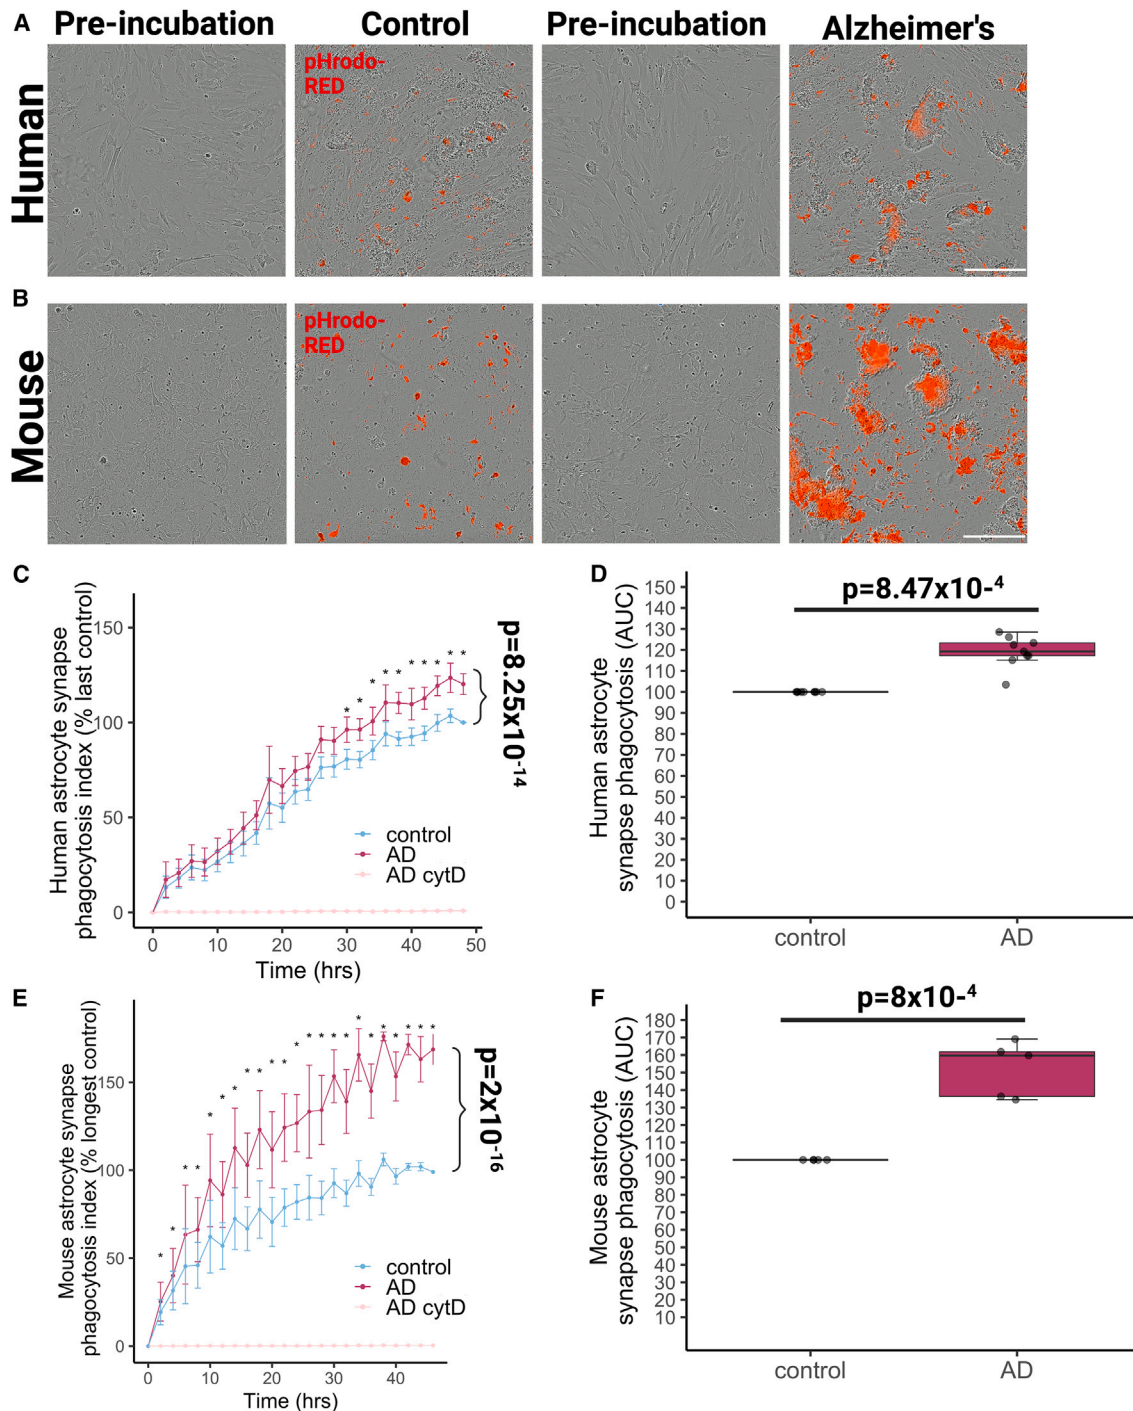 A
Pre-incubation
Control
Pre-incubation
Alzheimer's
Human
pHrodo-
RED
B
Mouse
pHrodo-
RED
C
Human astrocyte synapse
phagocytosis index (% last control)
150
100
50
0
0
10
20
30
40
50
Time (hrs)
* * * * * * * * * *
p=8.25x10-14
control
AD
AD cytD
D
Human astrocyte
synapse phagocytosis (AUC)
150
140
130
120
110
100
90
80
70
60
50
40
30
20
10
0
p=8.47x10-4
control
AD
E
Mouse astrocyte synapse
phagocytosis index (% longest control)
150
100
50
0
0
10
20
30
40
Time (hrs)
* * * * * * * * * * * * * * * * * * * * * * *
p=2x10-16
control
AD
AD cytD
F
Mouse astrocyte
synapse phagocytosis (AUC)
180
170
160
150
140
130
120
110
100
90
80
70
60
50
40
30
20
10
p=8x10-4
control
AD